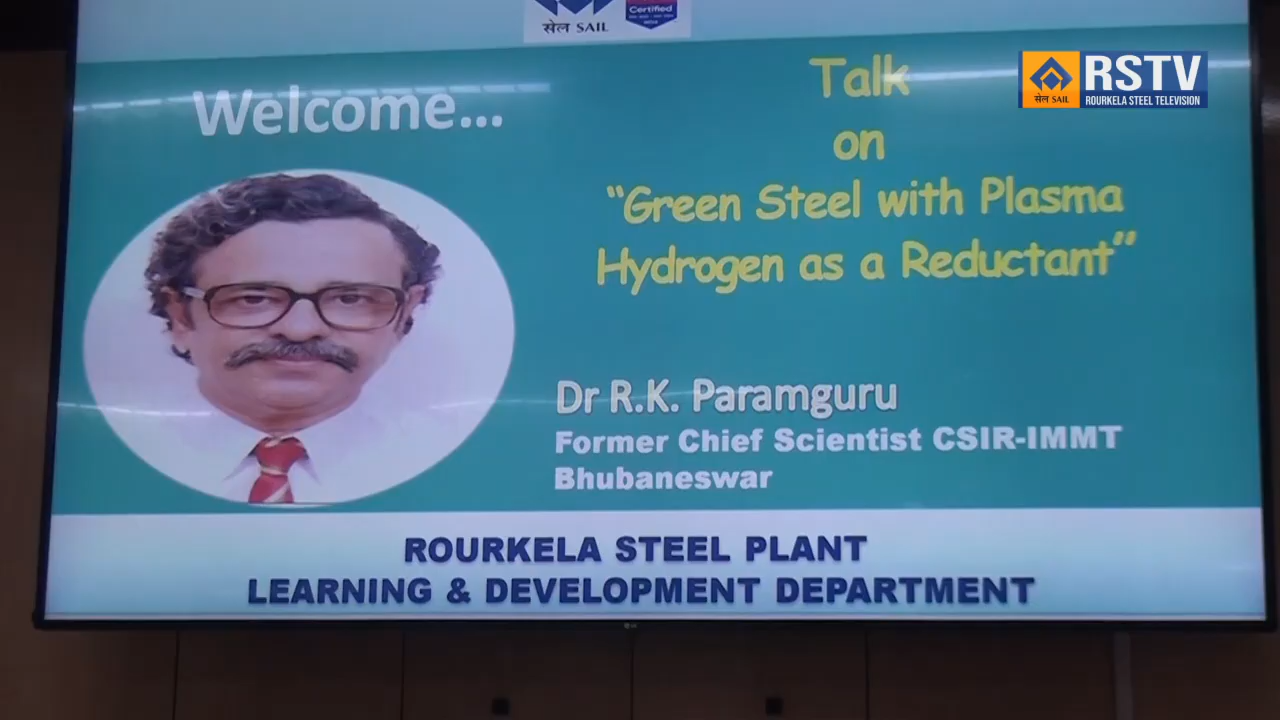 सेल SAIL
Certified
Welcome...
Talk
on
“Green Steel with Plasma
Hydrogen as a Reductant”
Dr R.K. Paramguru
Former Chief Scientist CSIR-IMMT
Bhubaneswar
ROURKELA STEEL PLANT
LEARNING & DEVELOPMENT DEPARTMENT
सेल SAIL
RSTV
ROURKELA STEEL TELEVISION